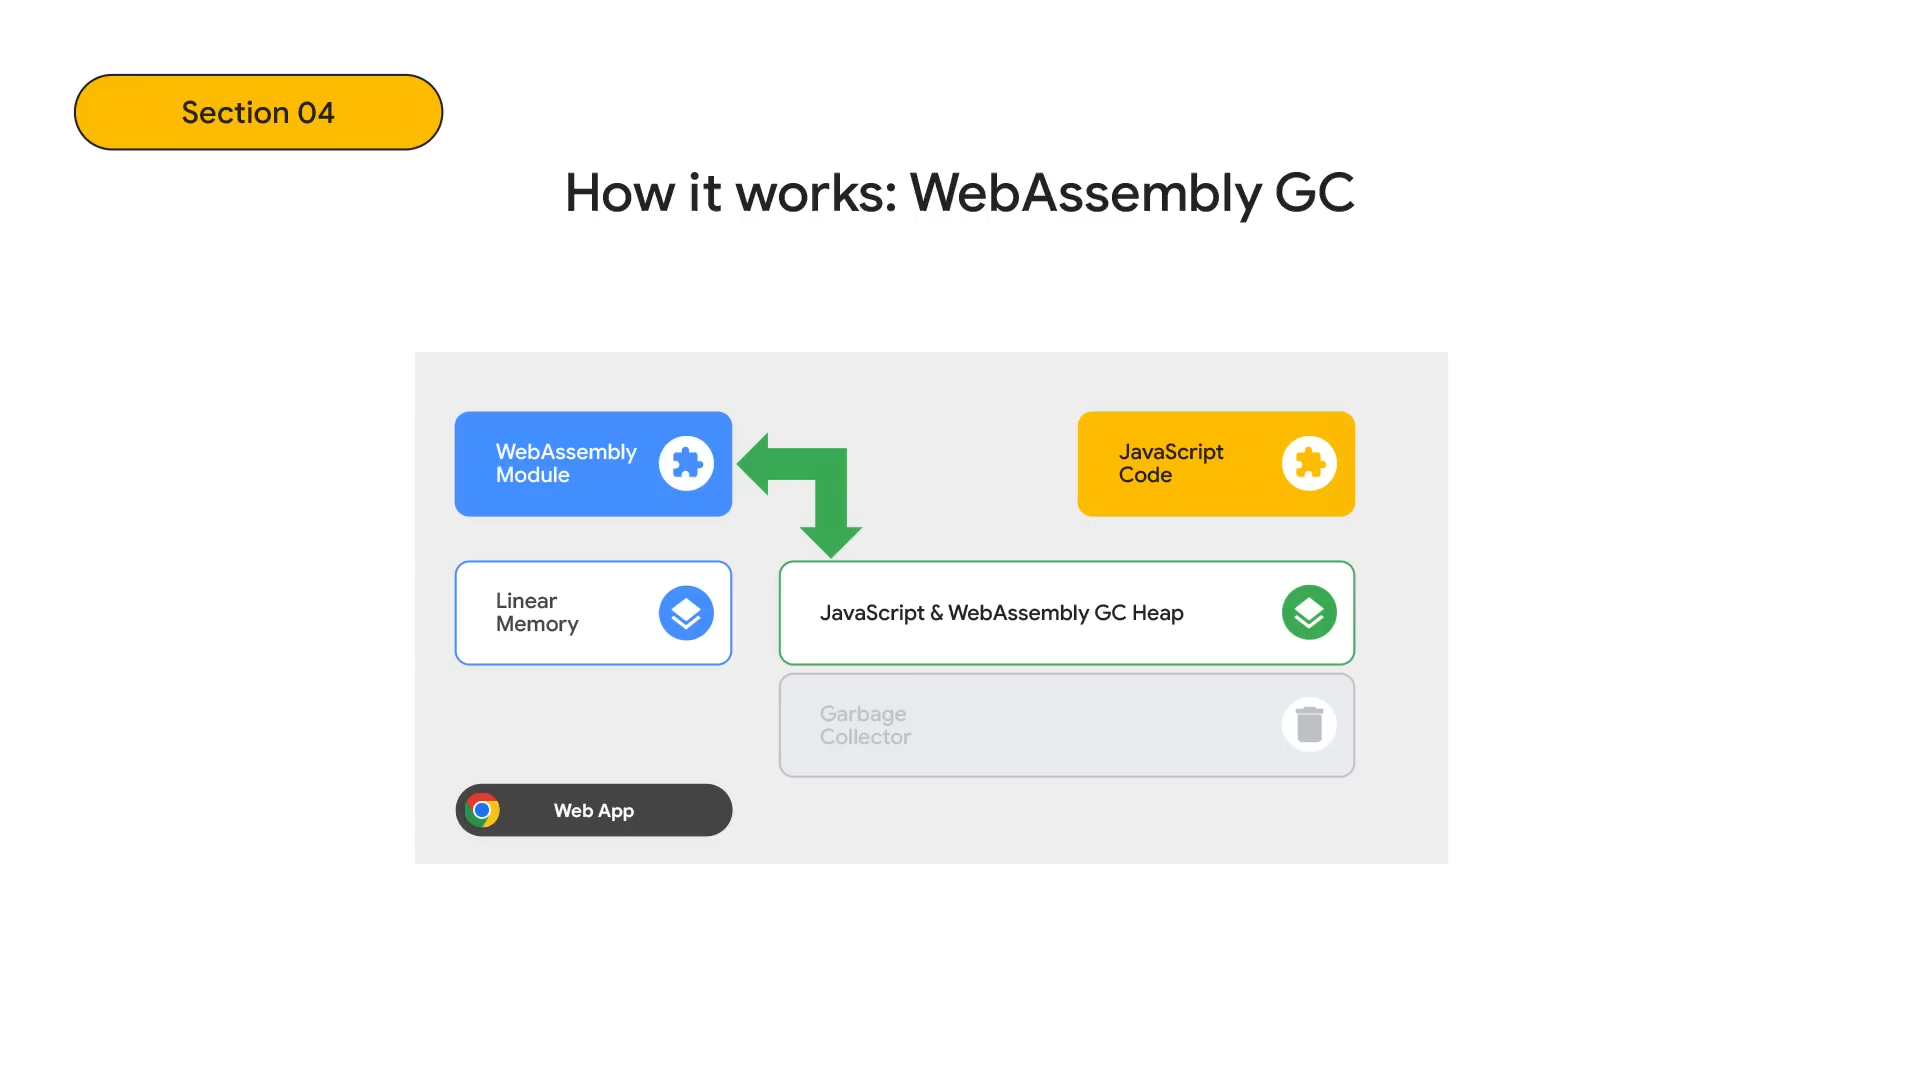 Section 04
How it works: WebAssembly GC
WebAssembly
Module
JavaScript
Code
Linear
Memory
JavaScript & WebAssembly GC Heap
Garbage
Collector
Web App